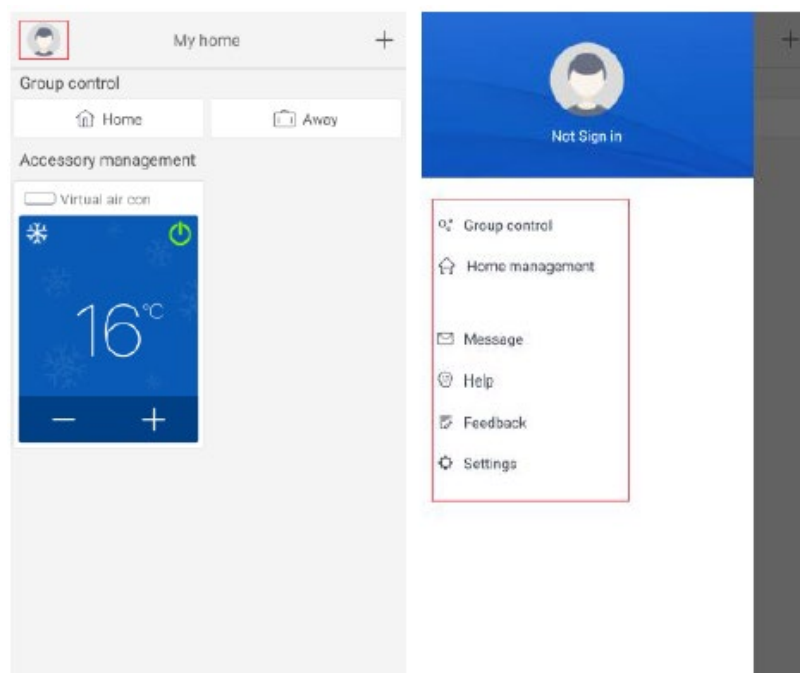 My home
Group control
Home
Away
Accessory management
Virtual air con
16°C
Not Sign in
Group control
Home management
Message
Help
Feedback
Settings